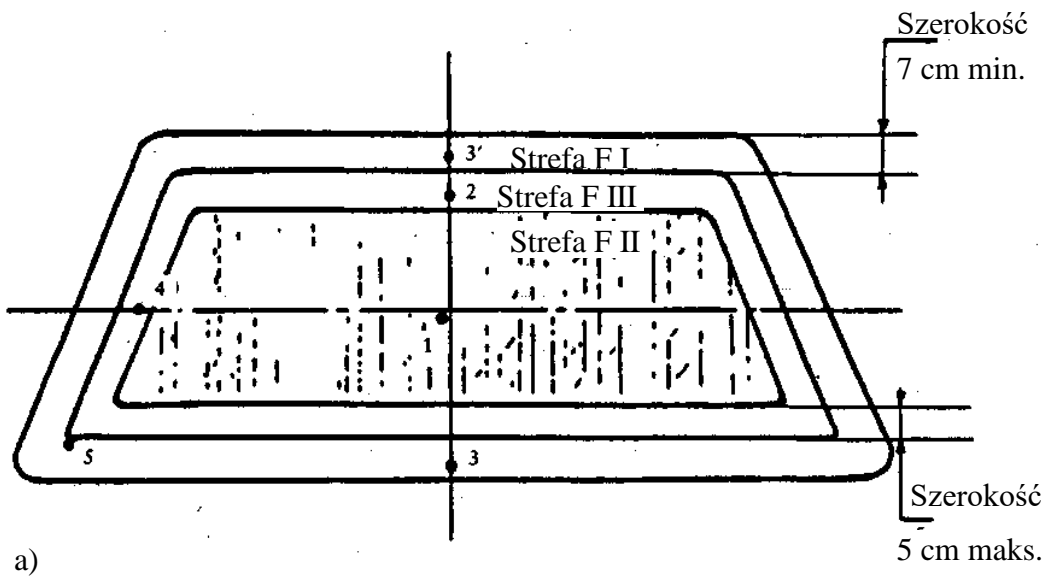 Szerokość
7 cm min.
3'
Strefa F I
2
Strefa F III
Strefa F II
4
1
5
3
Szerokość
5 cm maks.
a)